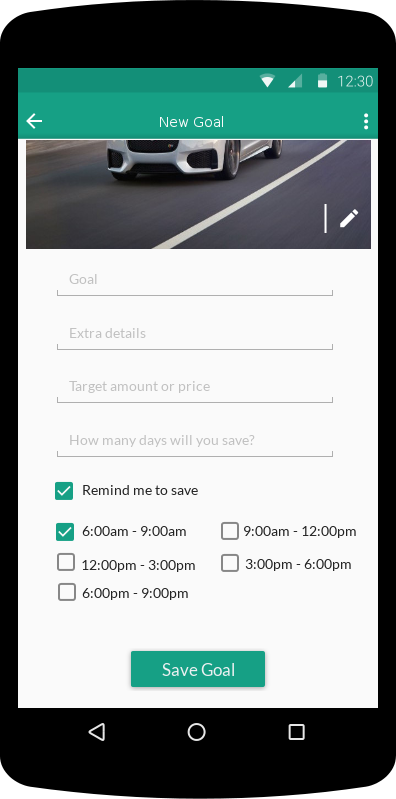 12:30
New Goal
Goal
Extra details
Target amount or price
How many days will you save?
Remind me to save
6:00am - 9:00am 9:00am - 12:00pm
12:00pm - 3:00pm 3:00pm - 6:00pm
6:00pm - 9:00pm
Save Goal